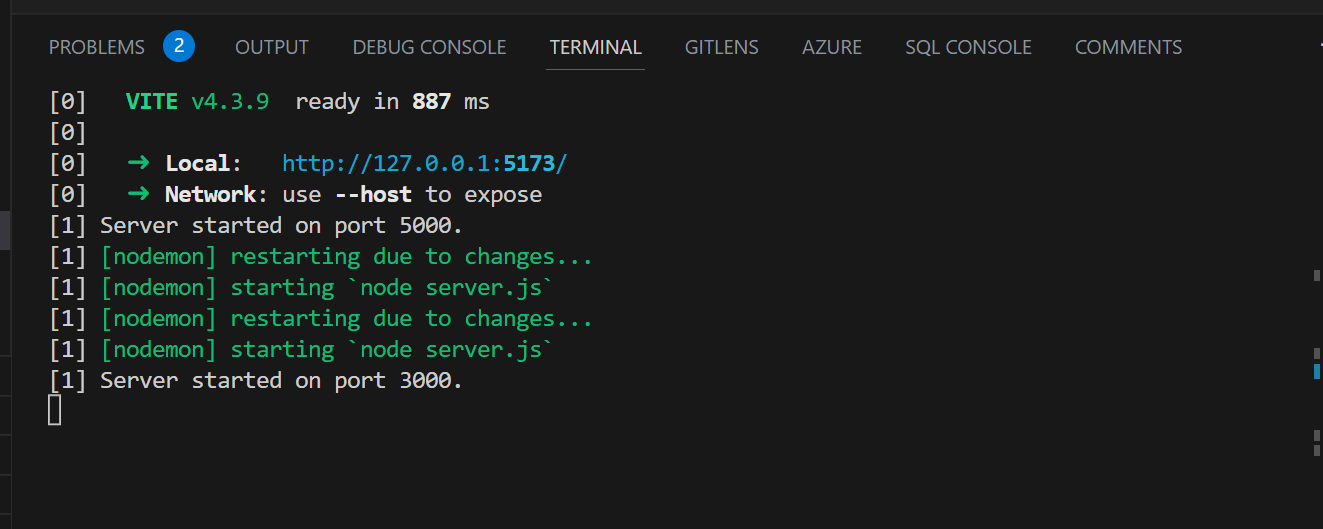 PROBLEMS 2 OUTPUT DEBUG CONSOLE TERMINAL GITLENS AZURE SQL CONSOLE COMMENTS
[0]   VITE v4.3.9  ready in 887 ms
[0]
[0]   ➜ Local:   http://127.0.0.1:5173/
[0]   ➜ Network: use --host to expose
[1] Server started on port 5000.
[1] [nodemon] restarting due to changes...
[1] [nodemon] starting `node server.js`
[1] [nodemon] restarting due to changes...
[1] [nodemon] starting `node server.js`
[1] Server started on port 3000.